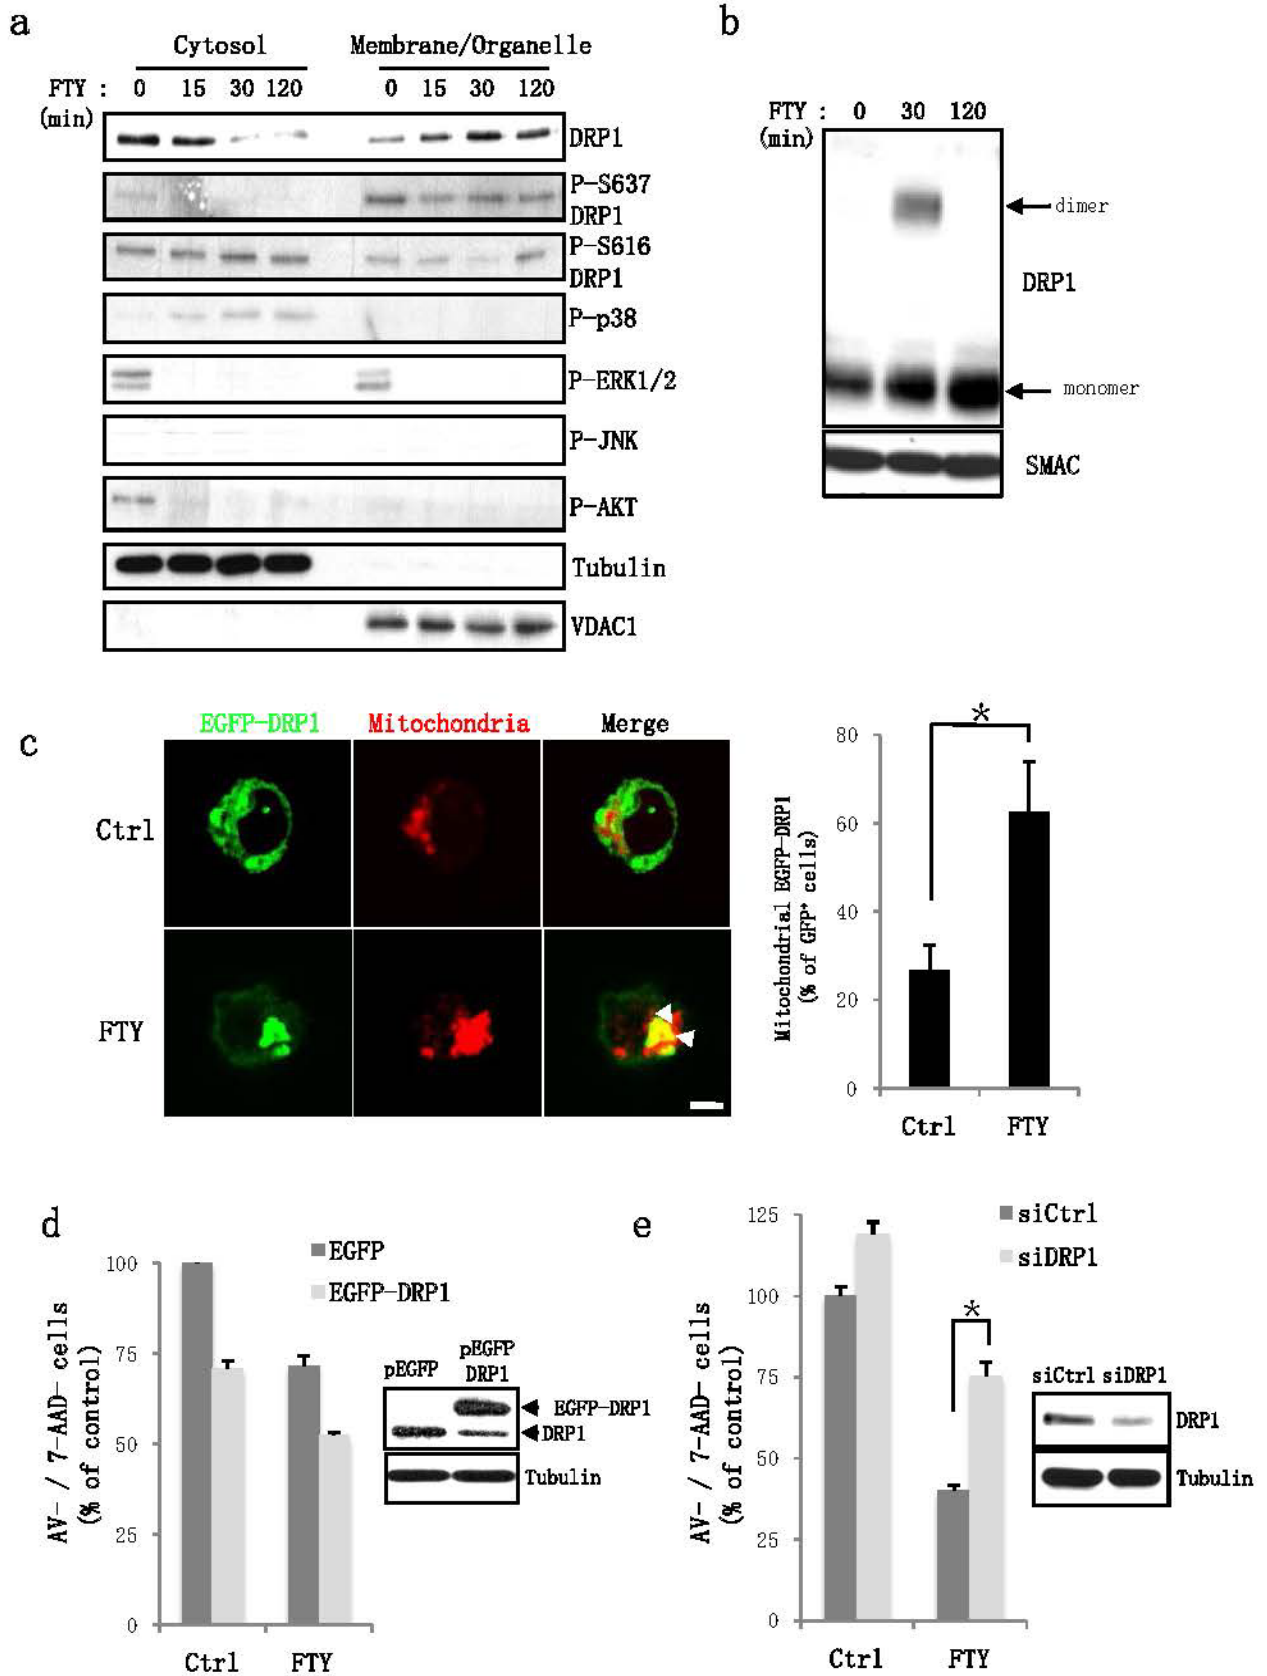 a
Cytosol Membrane/Organelle
FTY : 0 15 30 120 0 15 30 120
(min)
DRP1
P-S637
DRP1
P-S616
DRP1
P-p38
P-ERK1/2
P-JNK
P-AKT
Tubulin
VDAC1
b
FTY : 0 30 120
(min)
dimer
DRP1
monomer
SMAC
c
EGFP-DRP1 Mitochondria Merge
Ctrl
FTY
*
Mitochondrial EGFP-DRP1
(% of GFP+ cells)
80
60
40
20
0
Ctrl FTY
d
EGFP
EGFP-DRP1
AV- / 7-AAD- cells
(% of control)
100
75
50
25
0
Ctrl FTY
pEGFP pEGFP
DRP1
EGFP-DRP1
DRP1
Tubulin
e
siCtrl
siDRP1
*
AV- / 7-AAD- cells
(% of control)
125
100
75
50
25
0
Ctrl FTY
siCtrl siDRP1
DRP1
Tubulin